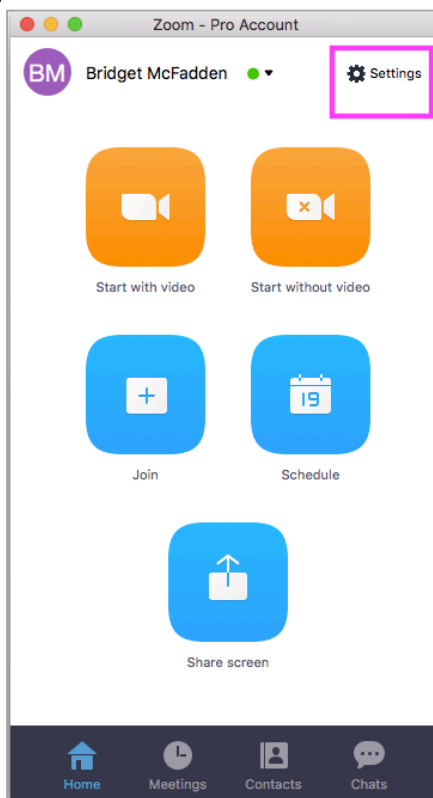 Zoom - Pro Account
BM Bridget McFadden Settings
Start with video Start without video
19
Join Schedule
Share screen
Home Meetings Contacts Chats